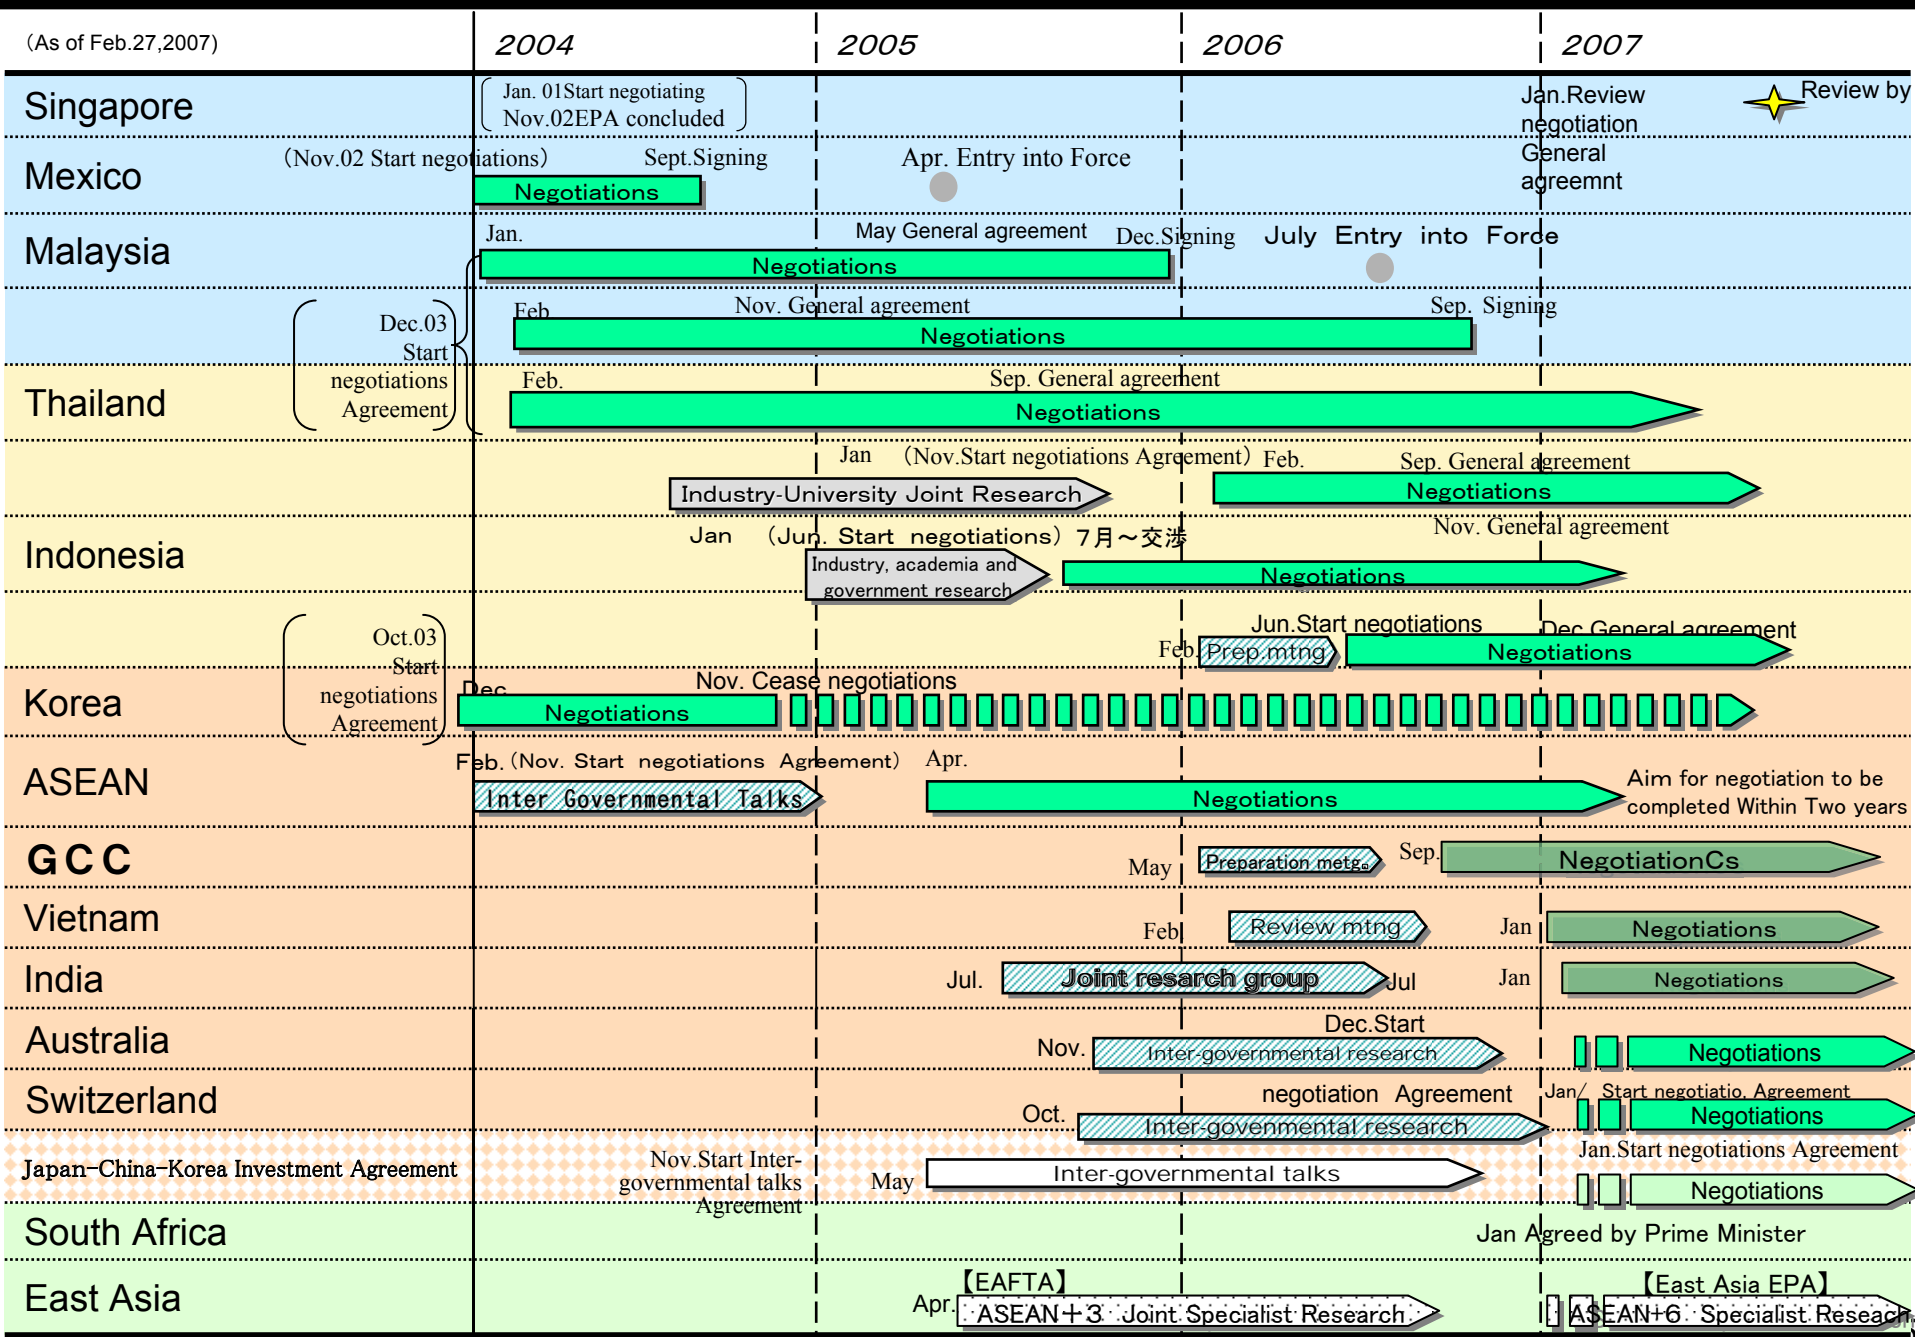 (As of Feb.27,2007)
2004
2005
2006
2007
Singapore
Jan. 01Start negotiating
Nov.02EPA concluded
Jan.Review
negotiation
General
agreemnt
Review by
Mexico
(Nov.02 Start negotiations)
Sept.Signing
Apr. Entry into Force
Negotiations
Malaysia
Jan.
May General agreement
Dec.Signing
July Entry into Force
Negotiations
Dec.03
Start
negotiations
Agreement
Feb
Nov. General agreement
Sep. Signing
Negotiations
Thailand
Feb.
Sep. General agreement
Negotiations
Jan (Nov.Start negotiations Agreement)
Feb.
Sep. General agreement
Industry-University Joint Research
Negotiations
Indonesia
Jan (Jun. Start negotiations) 7月～交渉
Nov. General agreement
Industry, academia and
government research
Negotiations
Oct.03
Start
negotiations
Agreement
Jun.Start negotiations
Dec General agreement
Feb.
Prep.mtng
Negotiations
Korea
Dec.
Nov. Cease negotiations
Negotiations
ASEAN
Feb. (Nov. Start negotiations Agreement)
Apr.
Inter Governmental Talks
Negotiations
Aim for negotiation to be
completed Within Two years
GCC
May
Preparation metg。
Sep.
NegotiationCs
Vietnam
Feb
Review mtng
Jan
Negotiations
India
Jul.
Joint resarch group
Jul
Jan
Negotiations
Australia
Dec.Start
Nov.
Inter-governmental research
Negotiations
Switzerland
negotiation Agreement
Jan/ Start negotiatio, Agreement
Oct.
Inter-govenmental research
Negotiations
Japan-China-Korea Investment Agreement
Nov.Start Inter-
governmental talks
Agreement
May
Inter-governmental talks
Jan.Start negotiations Agreement
Negotiations
South Africa
Jan Agreed by Prime Minister
East Asia
【EAFTA】
Apr.
ASEAN＋3 Joint Specialist Research
【East Asia EPA】
ASEAN+6 Specialist Reseach